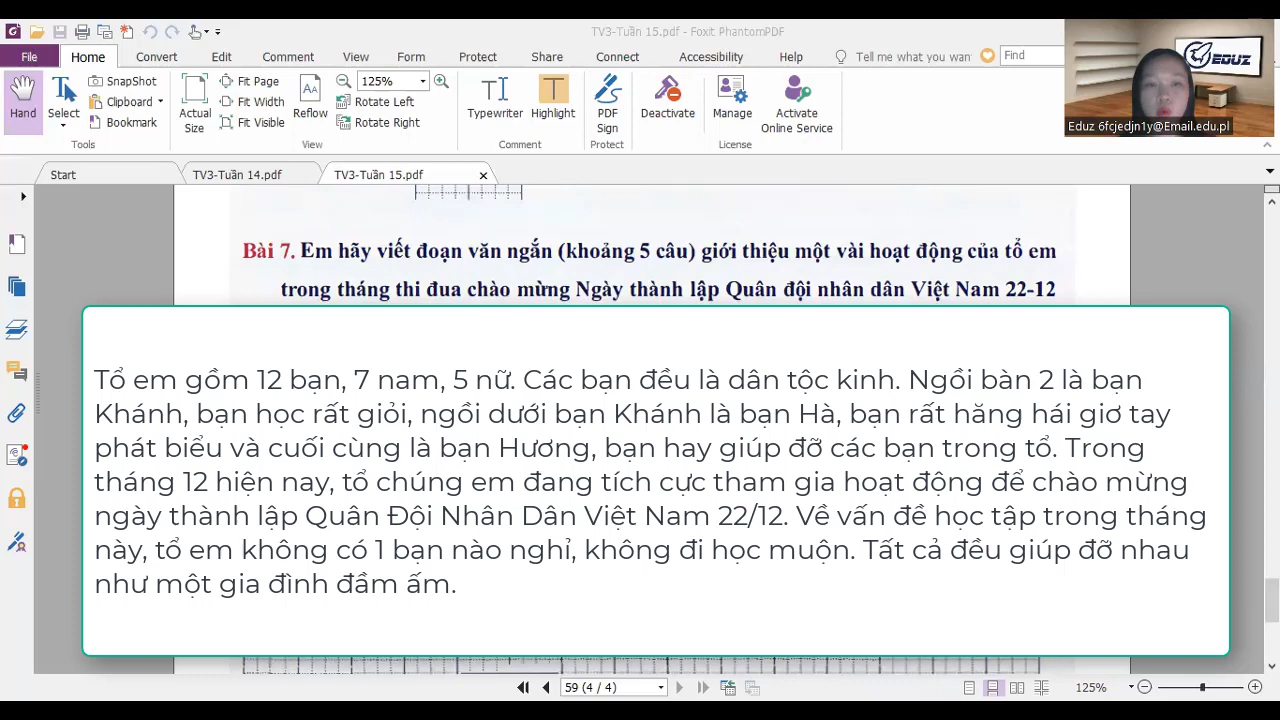 TV3-Tuần 15.pdf - Foxit PhantomPDF
File Home Convert Edit Comment View Form Protect Share Connect Accessibility Help Tell me what you want.. Find
EDUZ
Hand Select SnapShot Clipboard Bookmark
Actual Size Fit Page Fit Width Fit Visible Reflow 125% Rotate Left Rotate Right
Typewriter Highlight PDF Sign Deactivate Manage Activate Online Service
Eduz 6fcjedjn1y@Email.edu.pl
Tools View Comment Protect License
Start TV3-Tuần 14.pdf TV3-Tuần 15.pdf
Bài 7. Em hãy viết đoạn văn ngắn (khoảng 5 câu) giới thiệu một vài hoạt động của tổ em
trong tháng thi đua chào mừng Ngày thành lập Quân đội nhân dân Việt Nam 22-12
Tổ em gồm 12 bạn, 7 nam, 5 nữ. Các bạn đều là dân tộc kinh. Ngồi bàn 2 là bạn
Khánh, bạn học rất giỏi, ngồi dưới bạn Khánh là bạn Hà, bạn rất hăng hái giơ tay
phát biểu và cuối cùng là bạn Hương, bạn hay giúp đỡ các bạn trong tổ. Trong
tháng 12 hiện nay, tổ chúng em đang tích cực tham gia hoạt động để chào mừng
ngày thành lập Quân Đội Nhân Dân Việt Nam 22/12. Về vấn đề học tập trong tháng
này, tổ em không có 1 bạn nào nghỉ, không đi học muộn. Tất cả đều giúp đỡ nhau
như một gia đình đầm ấm.
59 (4 / 4) 125%